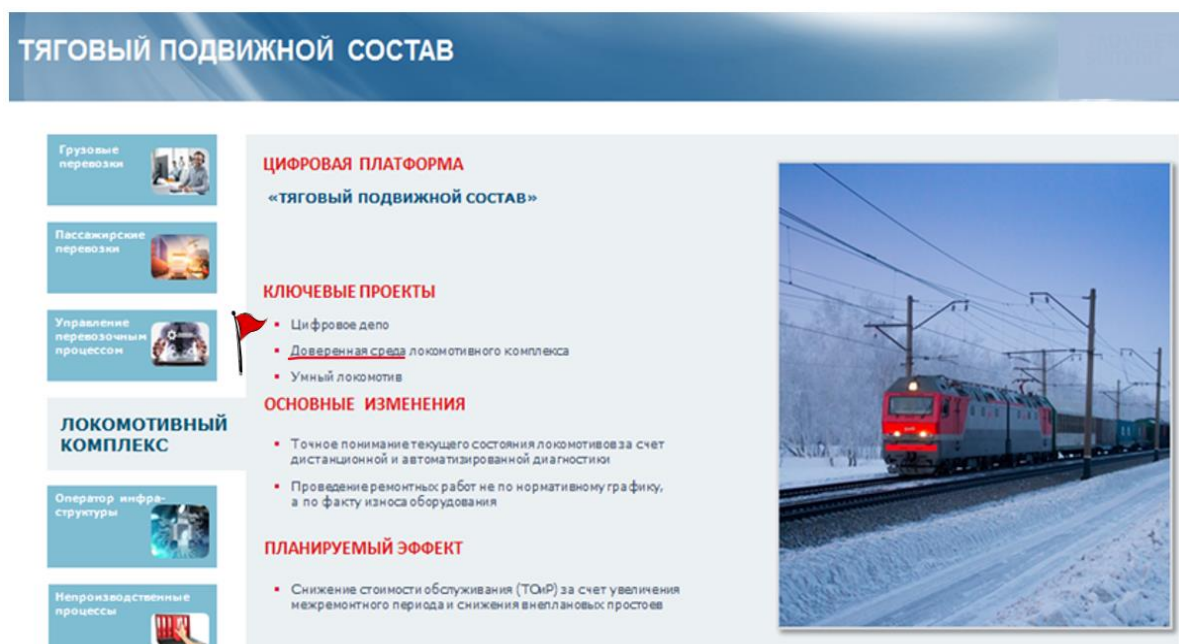 ТЯГОВЫЙ ПОДВИЖНОЙ СОСТАВ
Грузовые
перевозки
Пассажирские
перевозки
Управление
перевозочным
процессом
ЛОКОМОТИВНЫЙ
КОМПЛЕКС
Оператор инфра-
структуры
Непроизводственные
процессы
ЦИФРОВАЯ ПЛАТФОРМА
«ТЯГОВЫЙ ПОДВИЖНОЙ СОСТАВ»
КЛЮЧЕВЫЕ ПРОЕКТЫ
▪ Цифровое депо
▪ Доверенная среда локомотивного комплекса
▪ Умный локомотив
ОСНОВНЫЕ ИЗМЕНЕНИЯ
▪ Точное понимание текущего состояния локомотивов за счет
дистанционной и автоматизированной диагностики
▪ Проведение ремонтных работ не по нормативному графику,
а по факту износа оборудования
ПЛАНИРУЕМЫЙ ЭФФЕКТ
▪ Снижение стоимости обслуживания (ТОиР) за счет увеличения
межремонтного периода и снижения внеплановых простоев